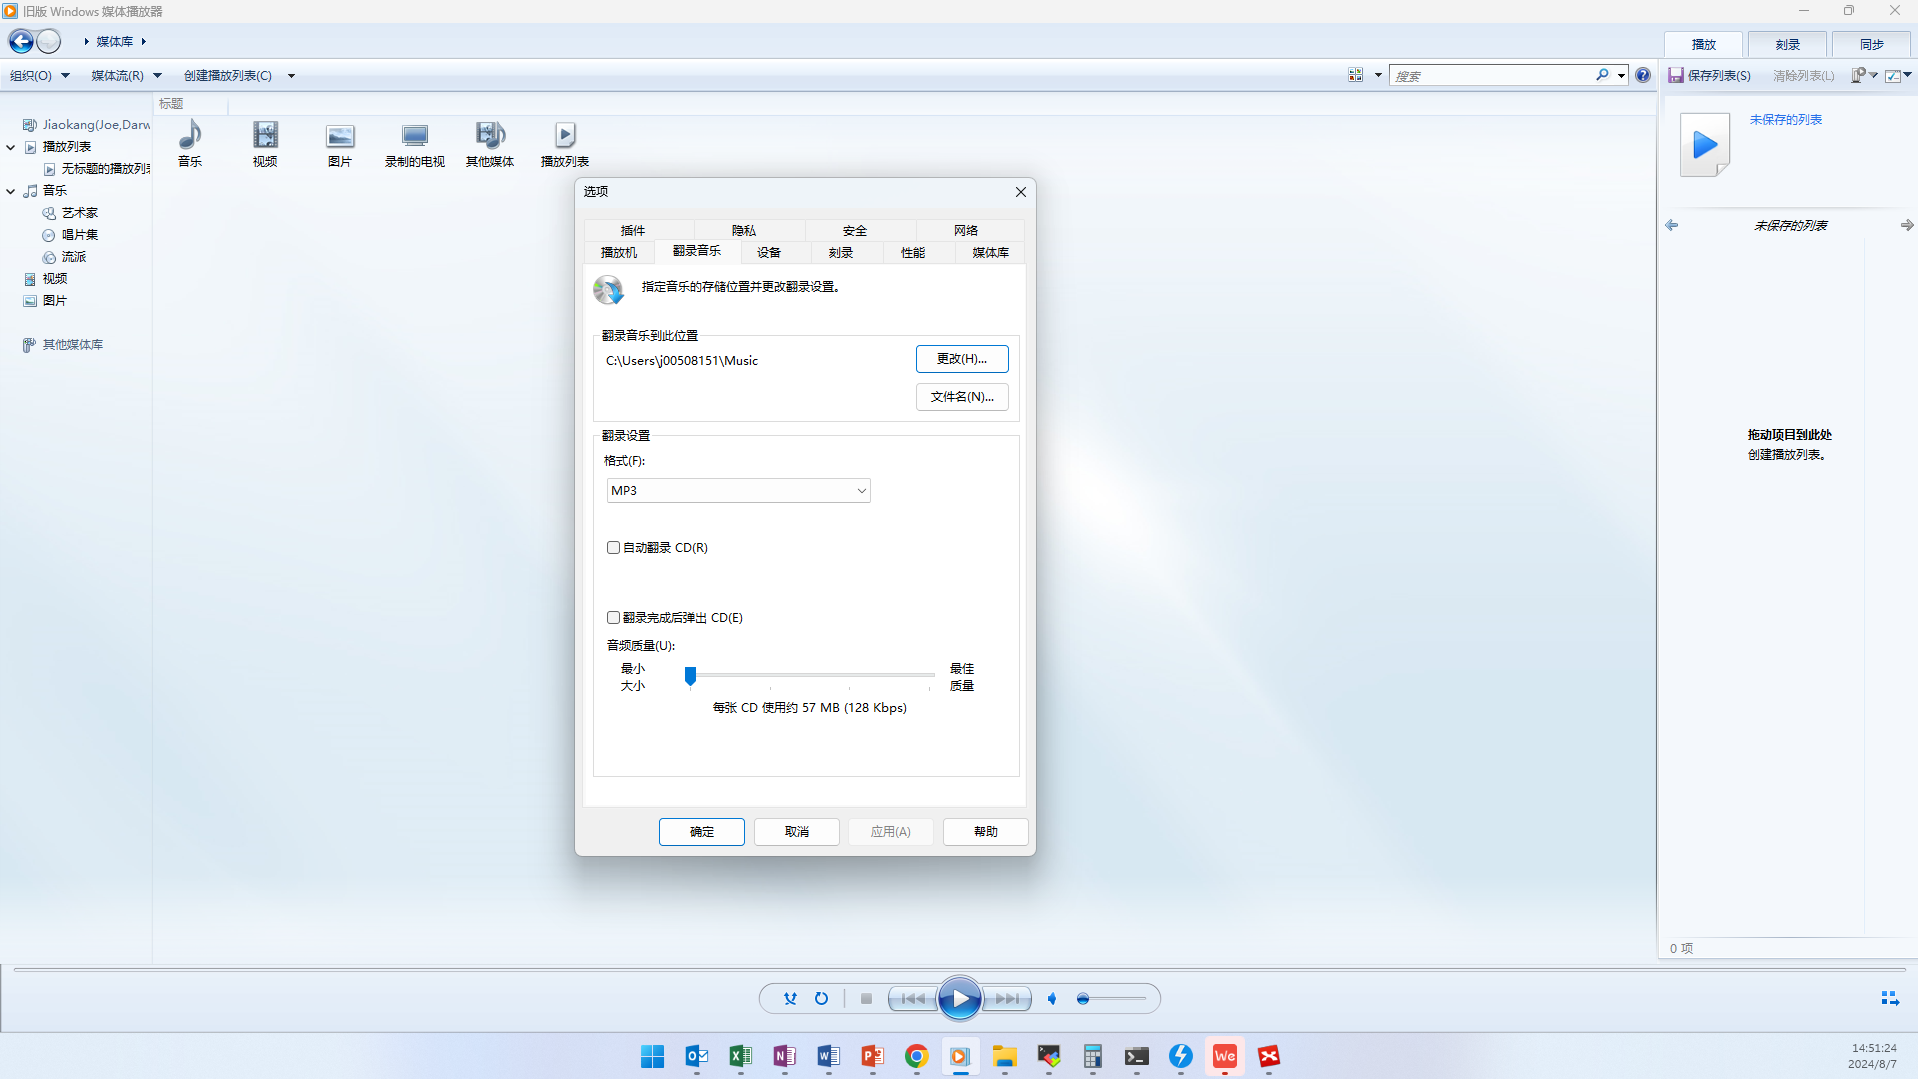 旧版 Windows 媒体播放器
媒体库
播放
刻录
同步
组织(O)
媒体流(R)
创建播放列表(C)
搜索
保存列表(S)
清除列表(L)
标题
Jiaokang(Joe,Darw
播放列表
无标题的播放列表
音乐
艺术家
唱片集
流派
视频
图片
其他媒体库
音乐
视频
图片
录制的电视
其他媒体
播放列表
未保存的列表
未保存的列表
拖动项目到此处
创建播放列表。
0 项
选项
插件
隐私
安全
网络
播放机
翻录音乐
设备
刻录
性能
媒体库
指定音乐的存储位置并更改翻录设置。
翻录音乐到此位置
C:\Users\j00508151\Music
更改(H)...
文件名(N)...
翻录设置
格式(F):
MP3
自动翻录 CD(R)
翻录完成后弹出 CD(E)
音频质量(U):
最小
大小
最佳
质量
每张 CD 使用约 57 MB (128 Kbps)
确定
取消
应用(A)
帮助
We
14:51:24
2024/8/7